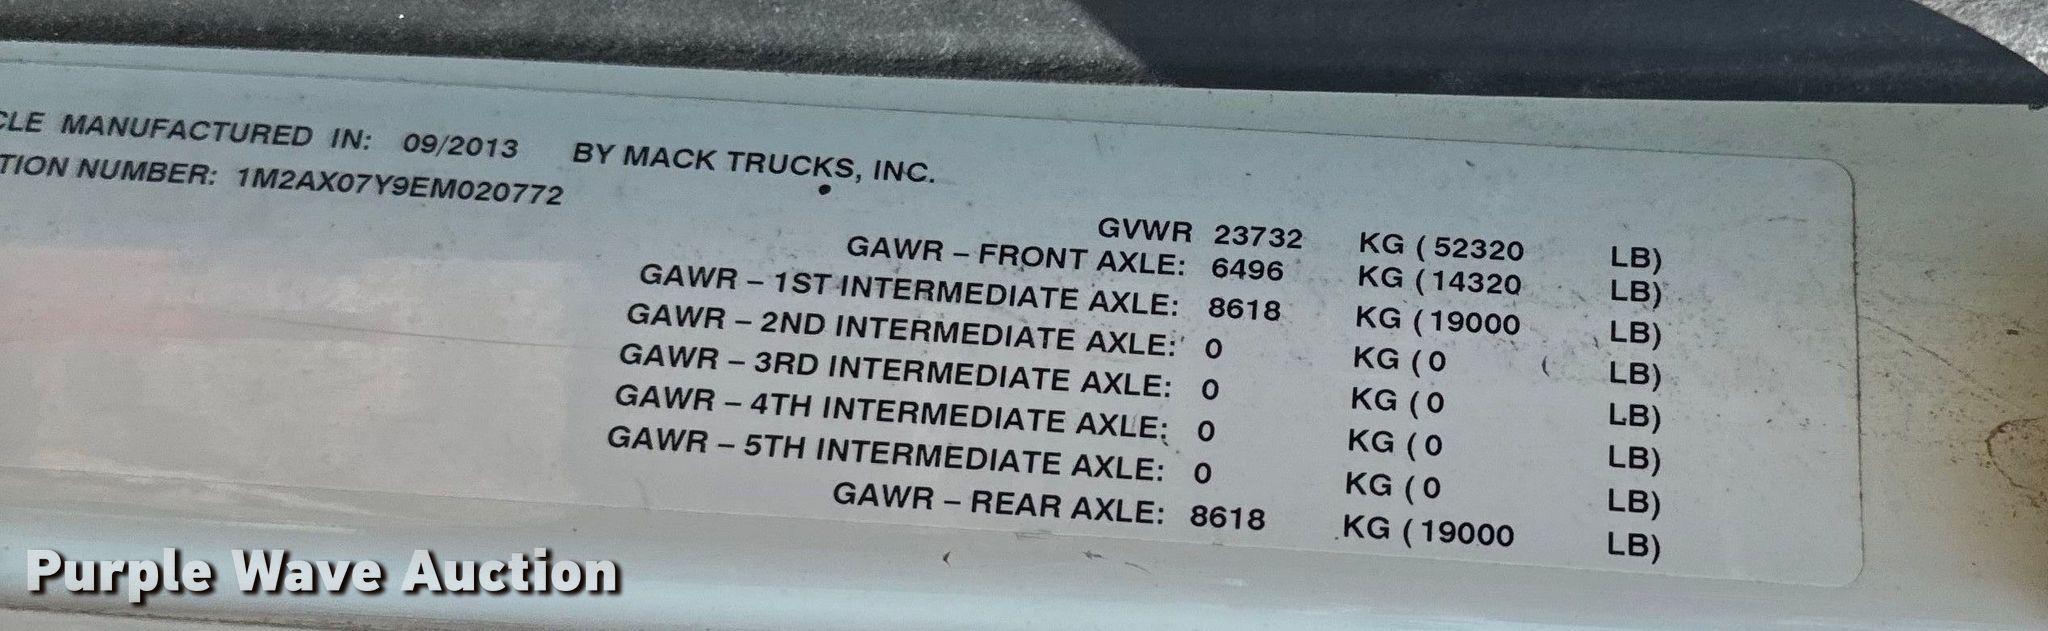 CLE MANUFACTURED IN: 09/2013 BY MACK TRUCKS, INC.
TION NUMBER: 1M2AX07Y9EM020772
GVWR 23732 KG (52320 LB)
GAWR – FRONT AXLE: 6496 KG (14320 LB)
GAWR – 1ST INTERMEDIATE AXLE: 8618 KG (19000 LB)
GAWR – 2ND INTERMEDIATE AXLE: 0 KG (0 LB)
GAWR – 3RD INTERMEDIATE AXLE: 0 KG (0 LB)
GAWR – 4TH INTERMEDIATE AXLE: 0 KG (0 LB)
GAWR – 5TH INTERMEDIATE AXLE: 0 KG (0 LB)
GAWR – REAR AXLE: 8618 KG (19000 LB)
Purple Wave Auction